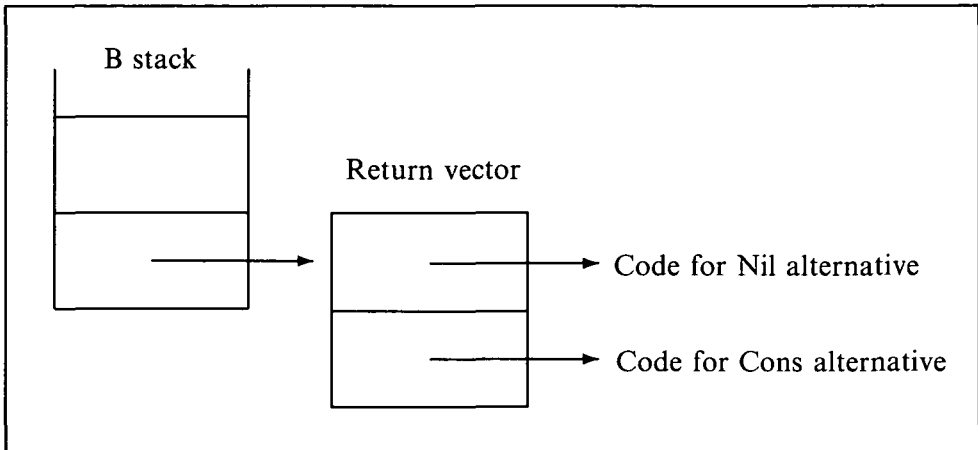 B stack
Return vector
Code for Nil alternative
Code for Cons alternative